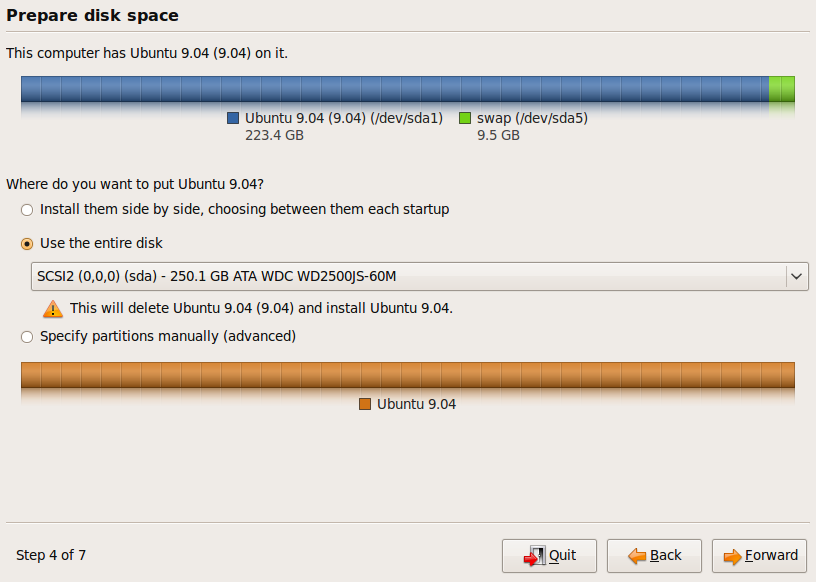 Prepare disk space
This computer has Ubuntu 9.04 (9.04) on it.
Ubuntu 9.04 (9.04) (/dev/sda1)
223.4 GB
swap (/dev/sda5)
9.5 GB
Where do you want to put Ubuntu 9.04?
Install them side by side, choosing between them each startup
Use the entire disk
SCSI2 (0,0,0) (sda) - 250.1 GB ATA WDC WD2500JS-60M
This will delete Ubuntu 9.04 (9.04) and install Ubuntu 9.04.
Specify partitions manually (advanced)
Ubuntu 9.04
Step 4 of 7
Quit
Back
Forward